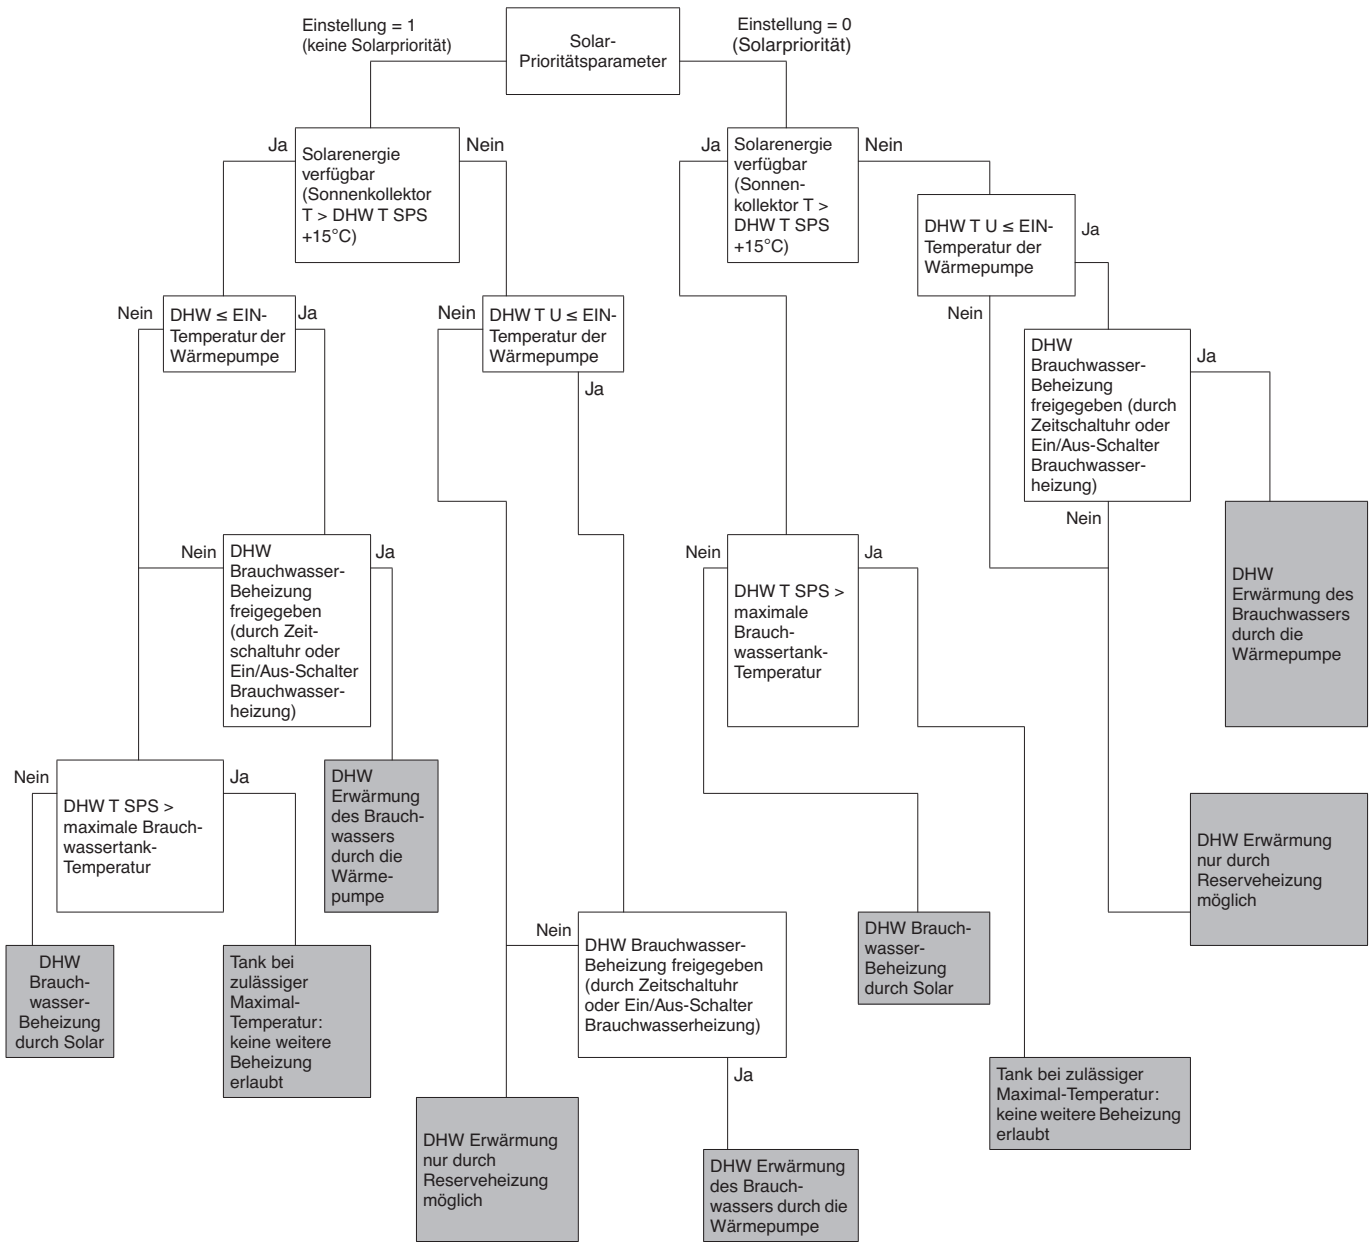 Einstellung = 1
(keine Solarpriorität)
Solar-
Prioritätsparameter
Einstellung = 0
(Solarpriorität)
Ja
Solarenergie
verfügbar
(Sonnenkollektor
T > DHW T SPS
+15°C)
Nein
Ja
Solarenergie
verfügbar
(Sonnen-
kollektor T >
DHW T SPS
+15°C)
Nein
DHW T U ≤ EIN-
Temperatur der
Wärmepumpe
Ja
Nein
Nein
DHW ≤ EIN-
Temperatur der
Wärmepumpe
Ja
Nein
DHW T U ≤ EIN-
Temperatur der
Wärmepumpe
Ja
DHW
Brauchwasser-
Beheizung
freigegeben (durch
Zeitschaltuhr oder
Ein/Aus-Schalter
Brauchwasser-
heizung)
Ja
Nein
Nein
DHW
Brauchwasser-
Beheizung
freigegeben
(durch Zeit-
schaltuhr oder
Ein/Aus-Schalter
Brauchwasser-
heizung)
Ja
Nein
DHW T SPS >
maximale
Brauch-
wassertank-
Temperatur
Ja
DHW
Erwärmung des
Brauchwassers
durch die
Wärmepumpe
Nein
DHW T SPS >
maximale Brauch-
wassertank-
Temperatur
Ja
DHW
Erwärmung
des Brauch-
wassers
durch die
Wärme-
pumpe
DHW Erwärmung
nur durch
Reserveheizung
möglich
DHW
Brauch-
wasser-
Beheizung
durch Solar
Tank bei
zulässiger
Maximal-
Temperatur:
keine weitere
Beheizung
erlaubt
Nein
DHW Brauchwasser-
Beheizung freigegeben
(durch Zeitschaltuhr
oder Ein/Aus-Schalter
Brauchwasserheizung)
Ja
DHW Brauch-
wasser-
Beheizung
durch Solar
Tank bei zulässiger
Maximal-Temperatur:
keine weitere Beheizung
erlaubt
DHW Erwärmung
nur durch
Reserveheizung
möglich
DHW Erwärmung
des Brauch-
wassers durch die
Wärmepumpe